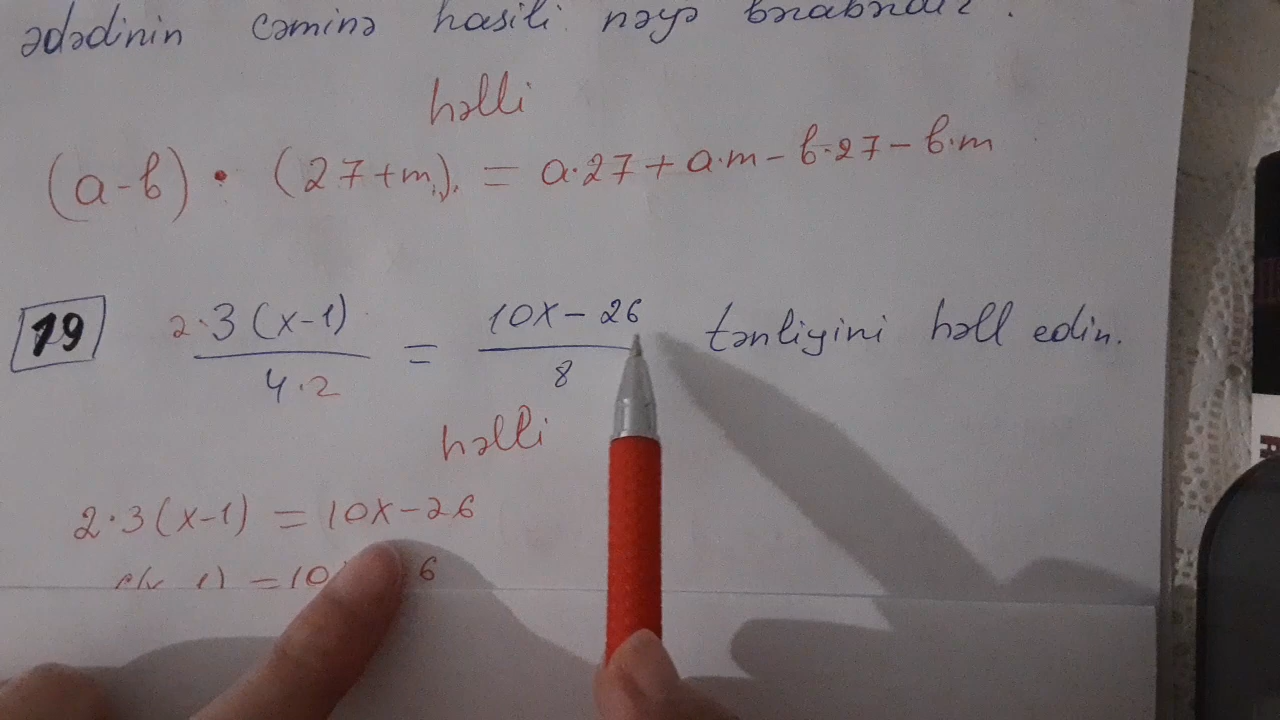 ədədinin cəminə hasili nəyə bərabərdir?
həlli
(a-b) • (27+m) = a·27+a·m-b·27-b·m
19 2·3(x-1)/4·2 = 10x-26/8 tənliyini həll edin.
həlli
2·3(x-1) = 10x-26